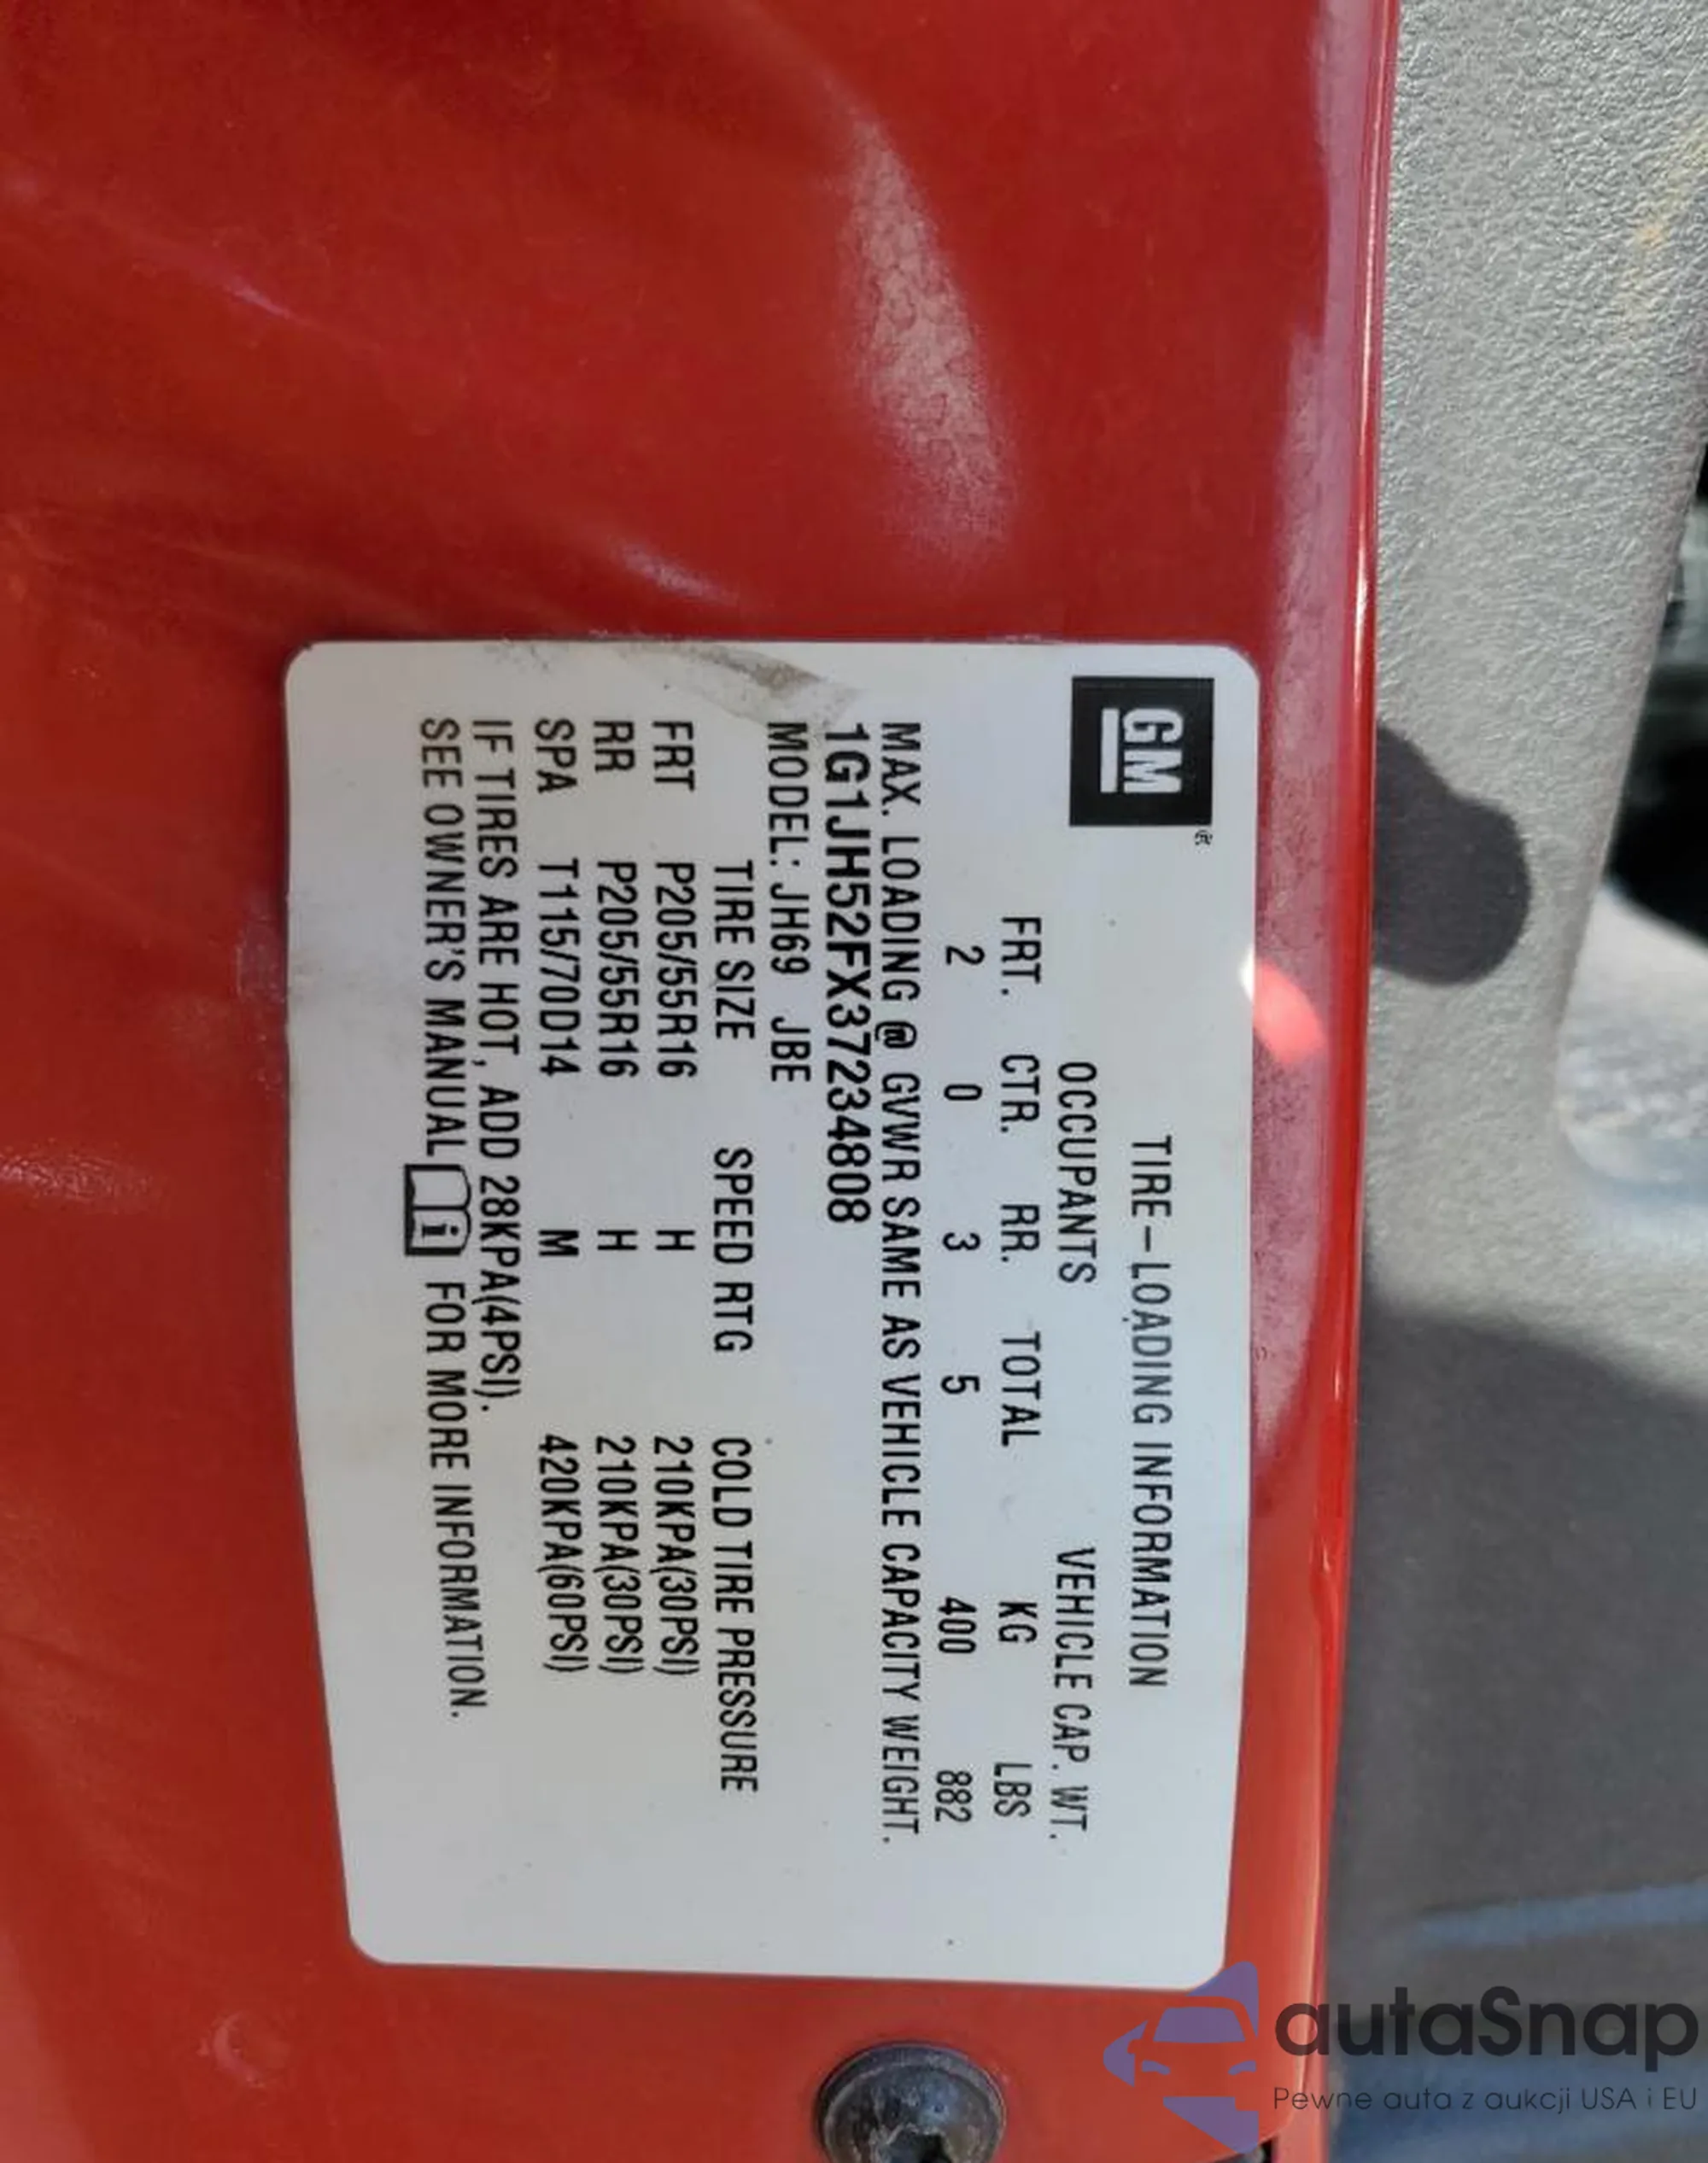 GM®
TIRE-LOADING INFORMATION
OCCUPANTS VEHICLE CAP. WT.
FRT. CTR. RR. TOTAL KG LBS
2 0 3 5 400 882
MAX. LOADING @ GVWR SAME AS VEHICLE CAPACITY WEIGHT.
1G1JH52FX37234808
MODEL: JH69 JBE
TIRE SIZE SPEED RTG COLD TIRE PRESSURE
FRT P205/55R16 H 210KPA(30PSI)
RR P205/55R16 H 210KPA(30PSI)
SPA T115/70D14 M 420KPA(60PSI)
IF TIRES ARE HOT, ADD 28KPA(4PSI).
SEE OWNER'S MANUAL i FOR MORE INFORMATION.
autaSnap
Pewne auta z aukcji USA i EU